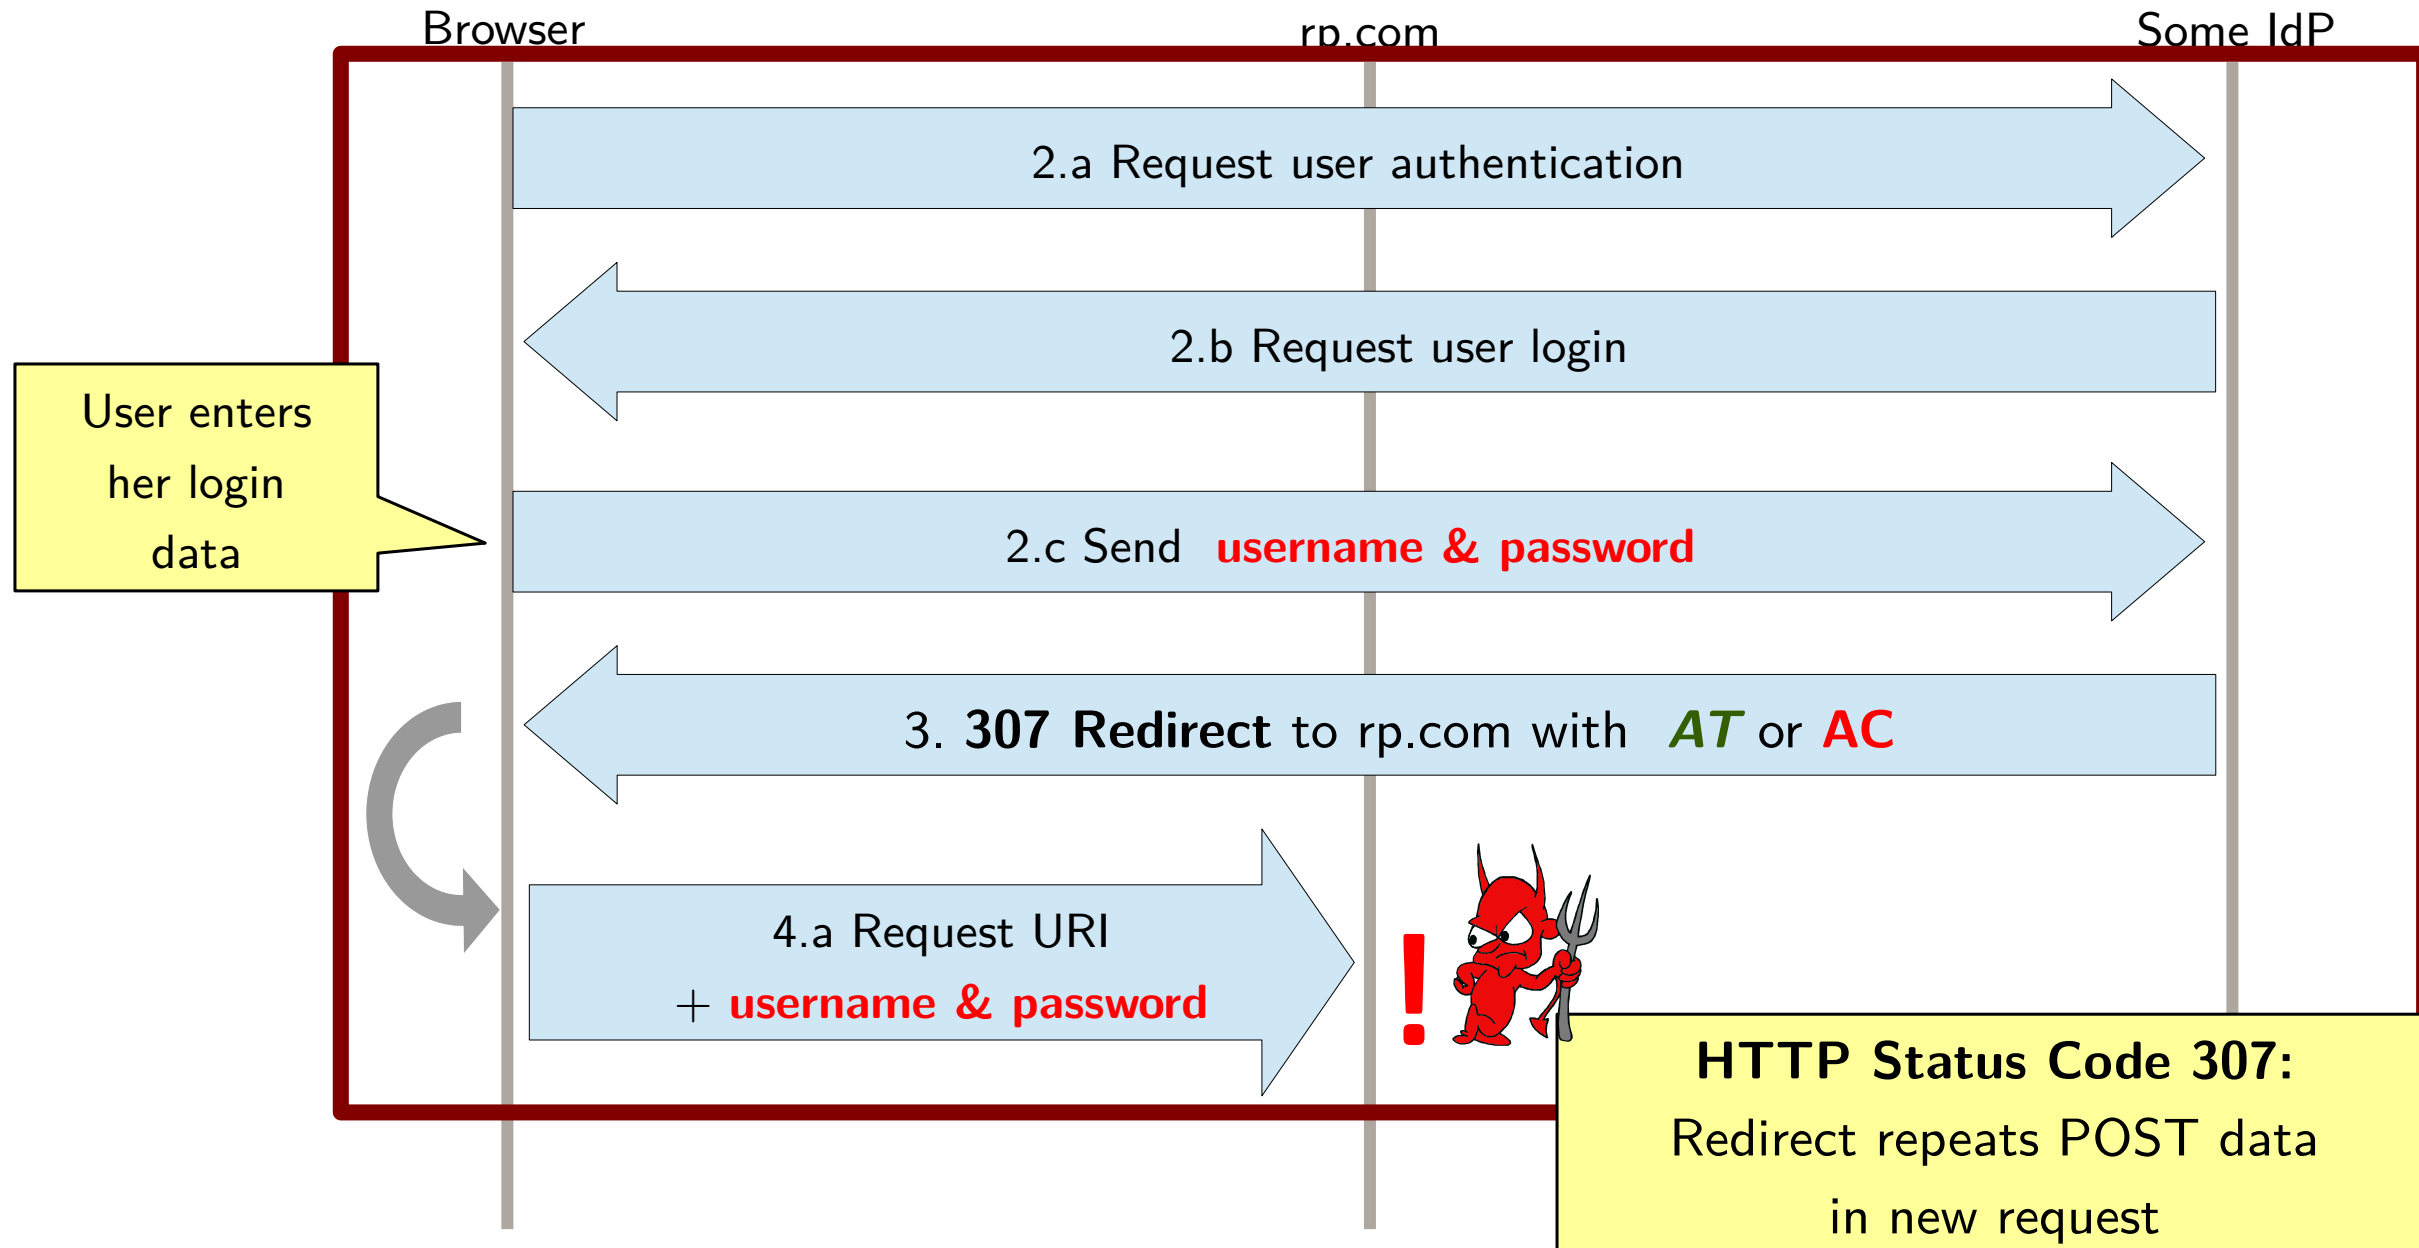 Browser
rp.com
Some IdP
2.a Request user authentication
2.b Request user login
User enters
her login
data
2.c Send username & password
3. 307 Redirect to rp.com with AT or AC
4.a Request URI
+ username & password
!
HTTP Status Code 307:
Redirect repeats POST data
in new request